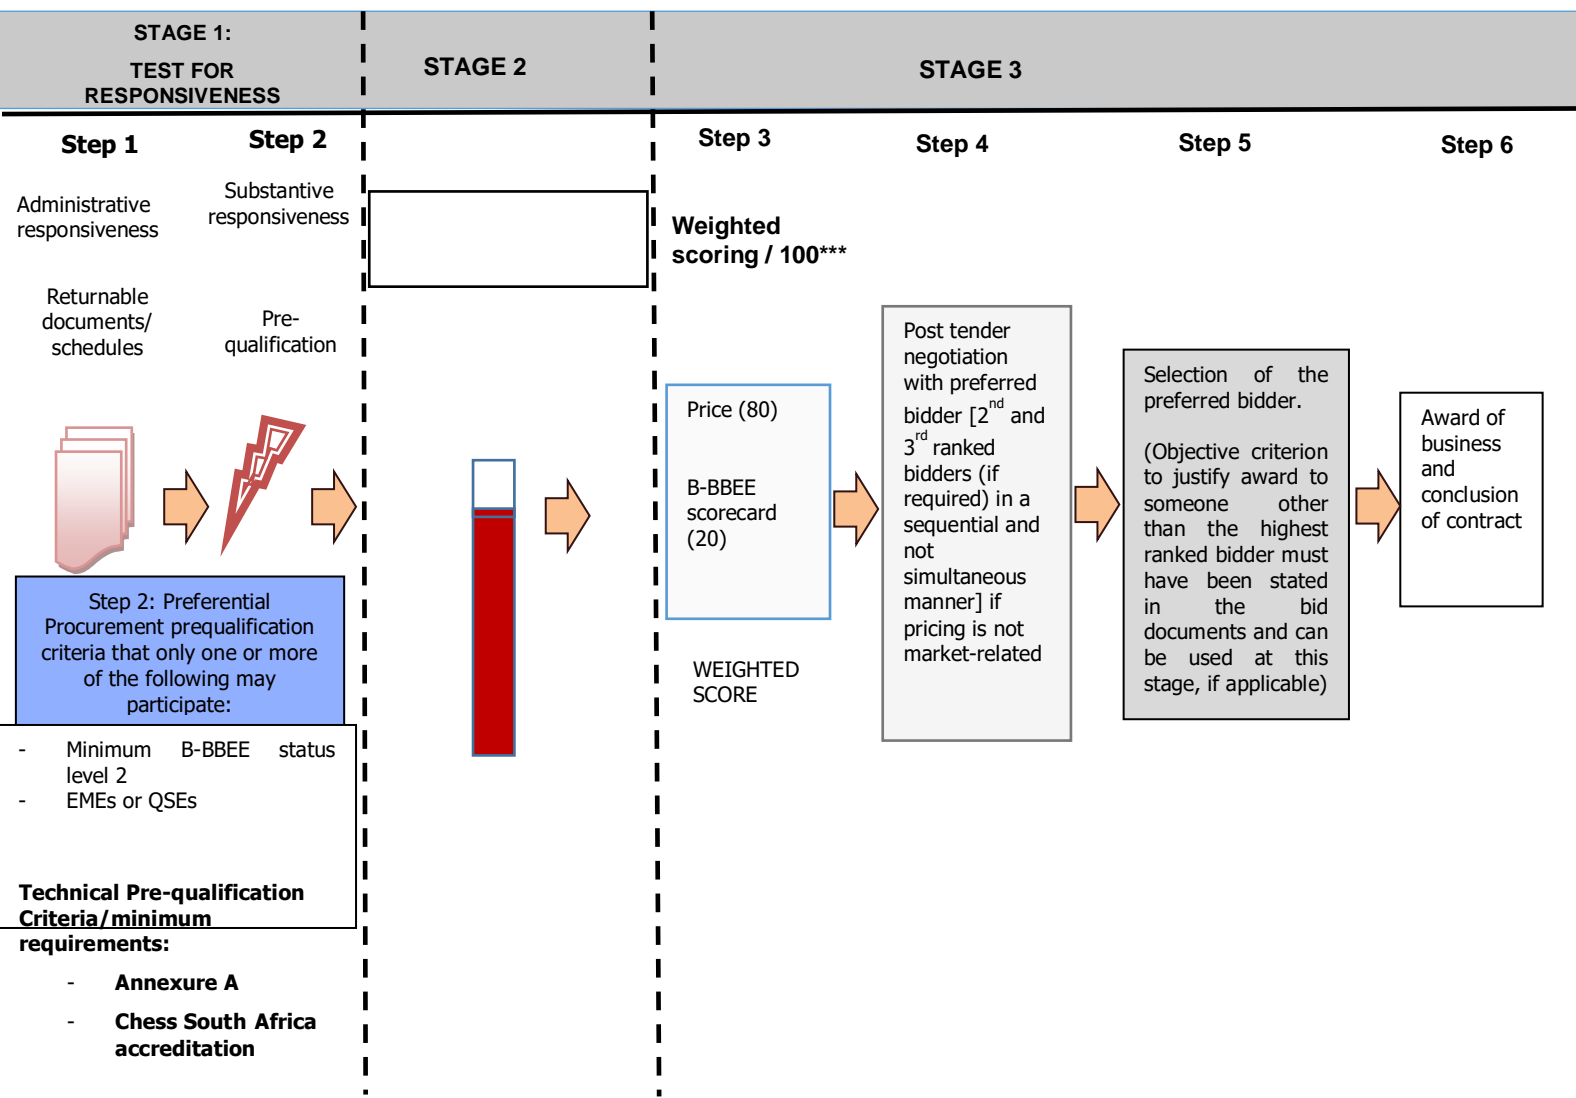 STAGE 1:
TEST FOR
RESPONSIVENESS
STAGE 2
STAGE 3
Step 1
Step 2
Step 3
Step 4
Step 5
Step 6
Administrative
responsiveness
Substantive
responsiveness
Weighted
scoring / 100***
Returnable
documents/
schedules
Pre-
qualification
Price (80)
B-BBEE
scorecard
(20)
WEIGHTED
SCORE
Post tender
negotiation
with preferred
bidder [2nd and
3rd ranked
bidders (if
required) in a
sequential and
not
simultaneous
manner] if
pricing is not
market-related
Selection of the
preferred bidder.
(Objective criterion
to justify award to
someone other
than the highest
ranked bidder must
have been stated
in the bid
documents and can
be used at this
stage, if applicable)
Award of
business
and
conclusion
of contract
Step 2: Preferential
Procurement prequalification
criteria that only one or more
of the following may
participate:
- Minimum B-BBEE status
level 2
- EMEs or QSEs
Technical Pre-qualification
Criteria/minimum
requirements:
- Annexure A
- Chess South Africa
accreditation